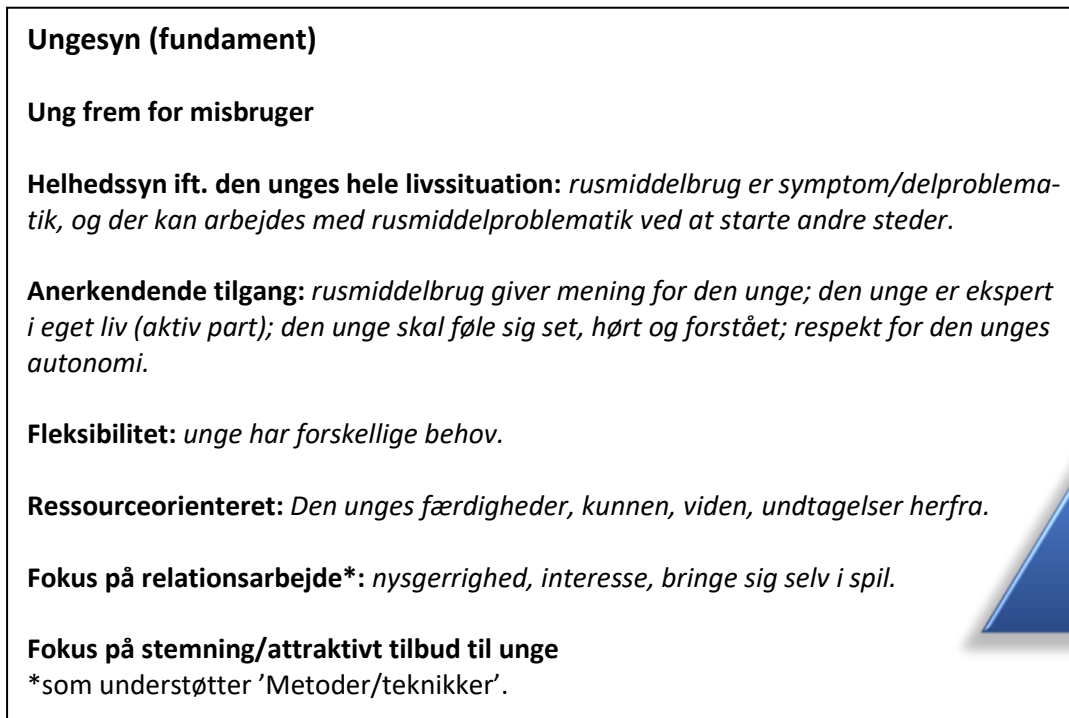 Ungesyn (fundament)
Ung frem for misbruger
Helhedssyn ift. den unges hele livssituation: rusmiddelbrug er symptom/delproblema-
tik, og der kan arbejdes med rusmiddelproblematik ved at starte andre steder.
Anerkendende tilgang: rusmiddelbrug giver mening for den unge; den unge er ekspert
i eget liv (aktiv part); den unge skal føle sig set, hørt og forstået; respekt for den unges
autonomi.
Fleksibilitet: unge har forskellige behov.
Ressourceorienteret: Den unges færdigheder, kunnen, viden, undtagelser herfra.
Fokus på relationsarbejde*: nysgerrighed, interesse, bringe sig selv i spil.
Fokus på stemning/attraktivt tilbud til unge
*som understøtter ’Metoder/teknikker’.